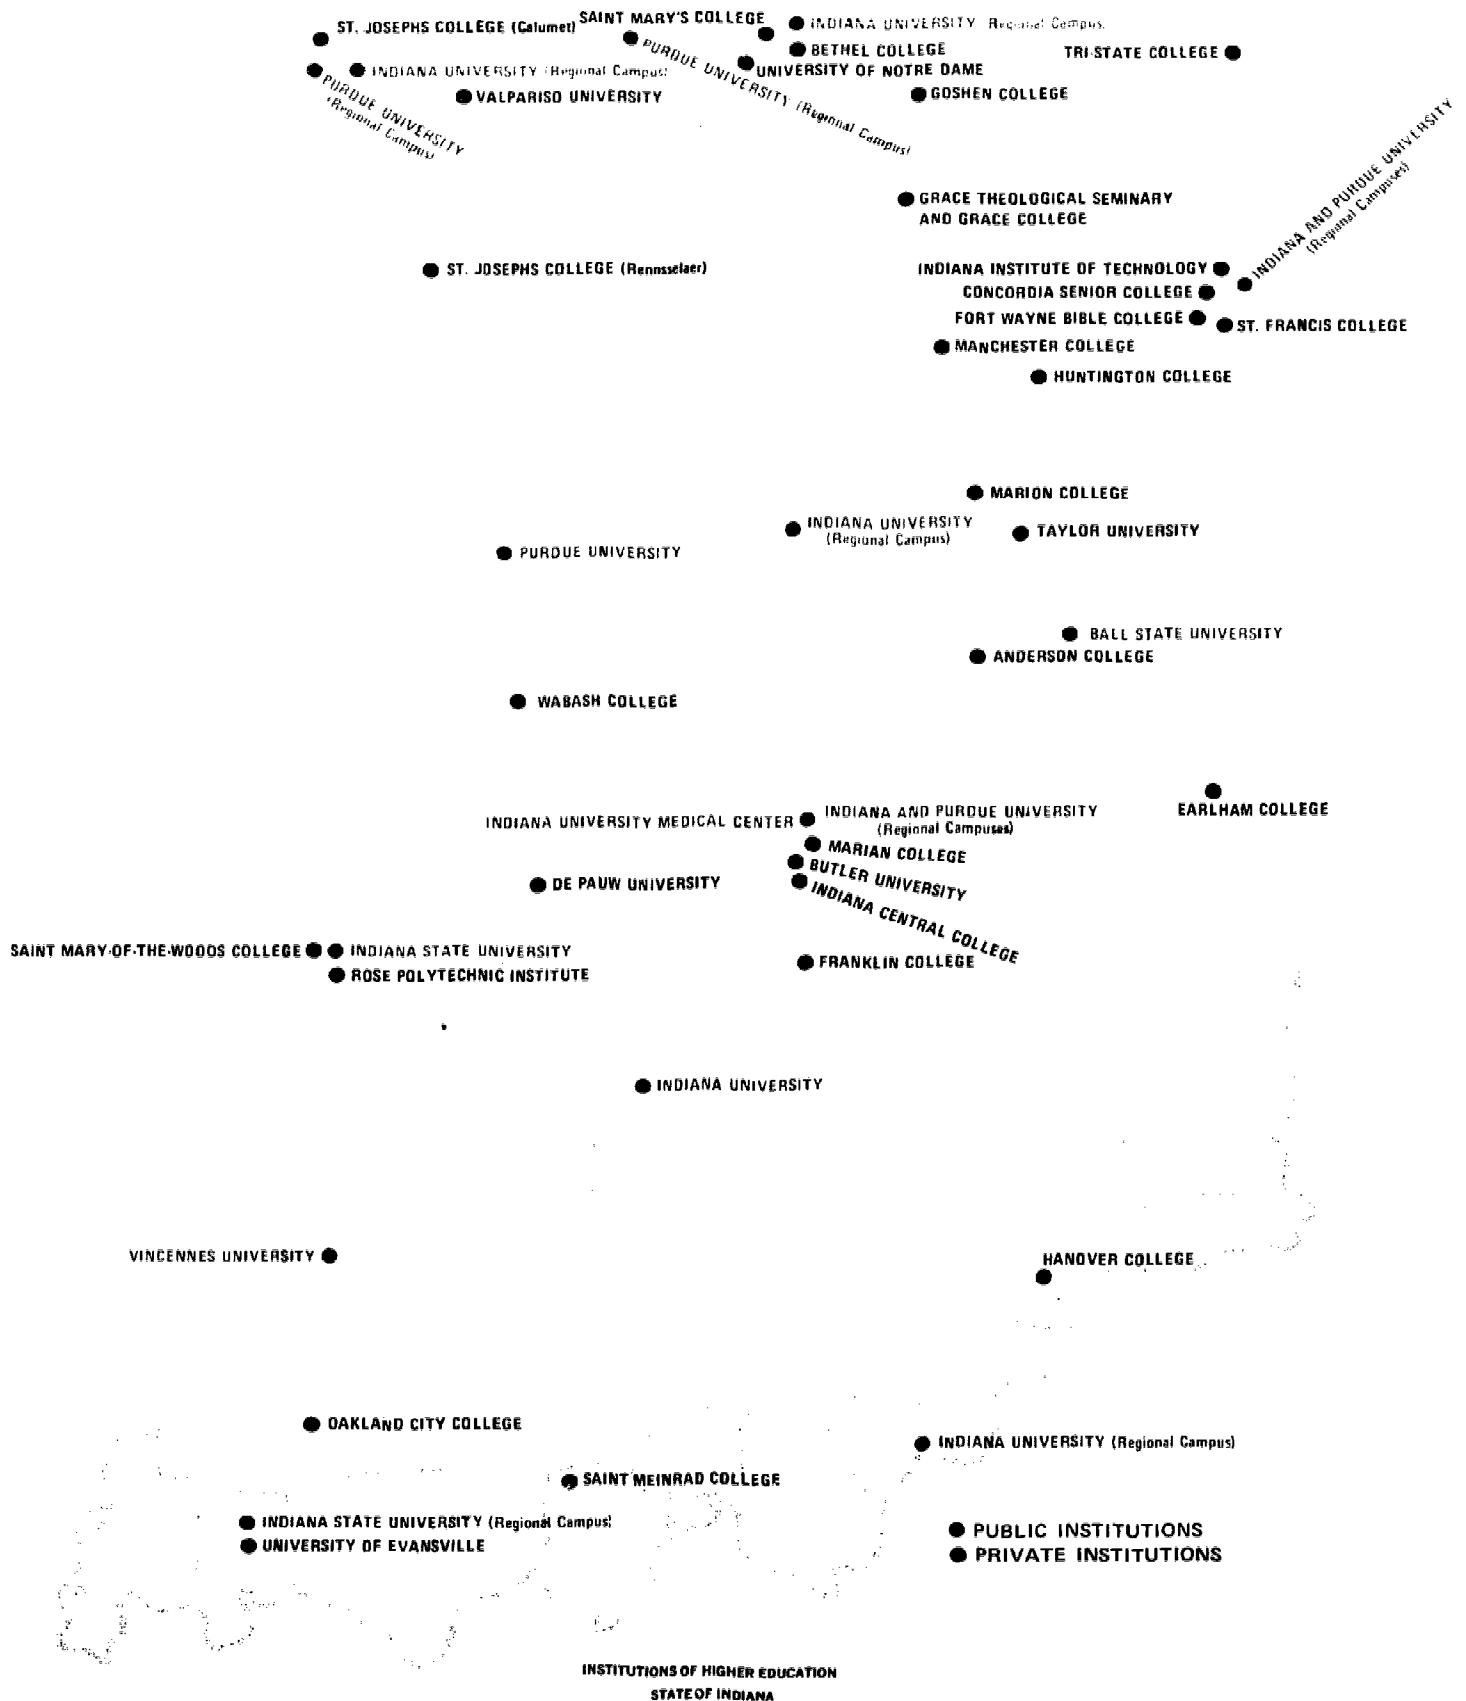 ST. JOSEPHS COLLEGE (Calumet)
SAINT MARY'S COLLEGE
INDIANA UNIVERSITY (Regional Campus)
BETHEL COLLEGE
TRI-STATE COLLEGE
PURDUE UNIVERSITY (Regional Campus)
UNIVERSITY OF NOTRE DAME
INDIANA UNIVERSITY (Regional Campus)
PURDUE UNIVERSITY
(Regional Campus)
VALPARISO UNIVERSITY
GOSHEN COLLEGE
GRACE THEOLOGICAL SEMINARY
AND GRACE COLLEGE
INDIANA AND PURDUE UNIVERSITY
(Regional Campuses)
ST. JOSEPHS COLLEGE (Rennsselaer)
INDIANA INSTITUTE OF TECHNOLOGY
CONCORDIA SENIOR COLLEGE
FORT WAYNE BIBLE COLLEGE
ST. FRANCIS COLLEGE
MANCHESTER COLLEGE
HUNTINGTON COLLEGE
MARION COLLEGE
INDIANA UNIVERSITY
(Regional Campus)
TAYLOR UNIVERSITY
PURDUE UNIVERSITY
BALL STATE UNIVERSITY
ANDERSON COLLEGE
WABASH COLLEGE
EARLHAM COLLEGE
INDIANA UNIVERSITY MEDICAL CENTER
INDIANA AND PURDUE UNIVERSITY
(Regional Campuses)
MARIAN COLLEGE
BUTLER UNIVERSITY
DE PAUW UNIVERSITY
INDIANA CENTRAL COLLEGE
SAINT MARY-OF-THE-WOODS COLLEGE
INDIANA STATE UNIVERSITY
FRANKLIN COLLEGE
ROSE POLYTECHNIC INSTITUTE
INDIANA UNIVERSITY
VINCENNES UNIVERSITY
HANOVER COLLEGE
OAKLAND CITY COLLEGE
INDIANA UNIVERSITY (Regional Campus)
SAINT MEINRAD COLLEGE
INDIANA STATE UNIVERSITY (Regional Campus)
UNIVERSITY OF EVANSVILLE
PUBLIC INSTITUTIONS
PRIVATE INSTITUTIONS
INSTITUTIONS OF HIGHER EDUCATION
STATE OF INDIANA